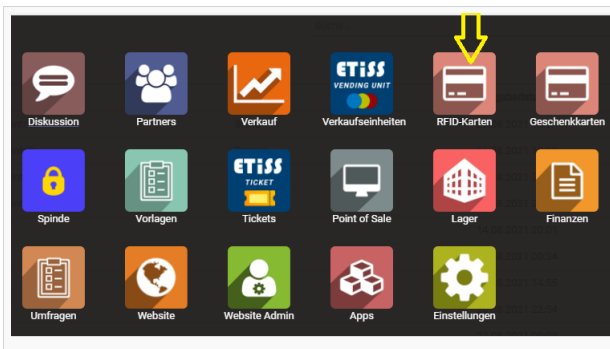 Diskussion
Partners
Verkauf
ETiSS
VENDING UNIT
Verkaufseinheiten
RFID-Karten
Geschenkkarten
Spinde
Vorlagen
ETiSS
TICKET
Tickets
Point of Sale
Lager
Finanzen
Umfragen
Website
Website Admin
Apps
Einstellungen